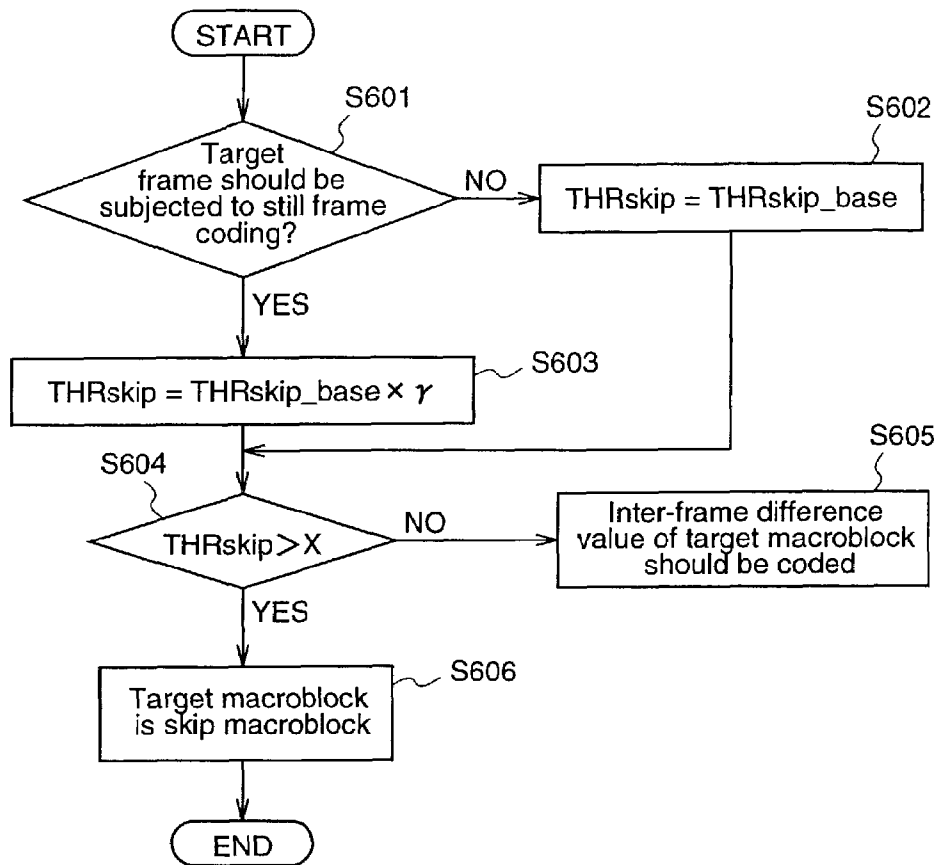 START
S601
Target
frame should be
subjected to still frame
coding?
NO
S602
THRskip = THRskip_base
YES
S603
THRskip = THRskip_base × γ
S604
THRskip＞X
NO
S605
Inter-frame difference
value of target macroblock
should be coded
YES
S606
Target macroblock
is skip macroblock
END